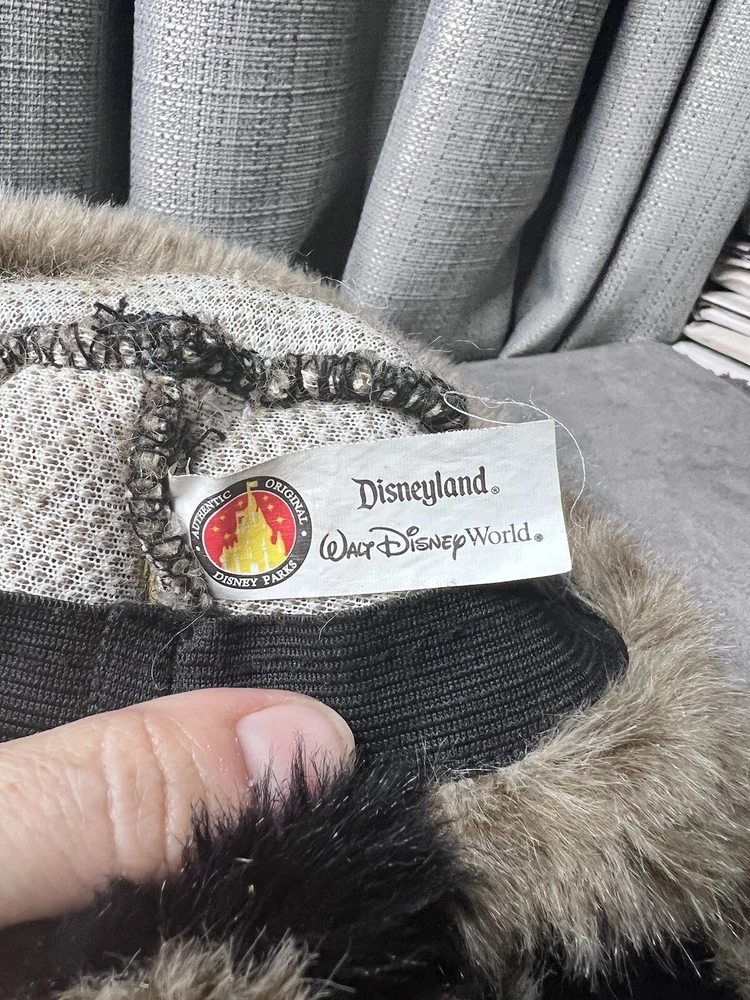 AUTHENTIC ORIGINAL
DISNEY PARKS
Disneyland®
WALT DISNEY World®